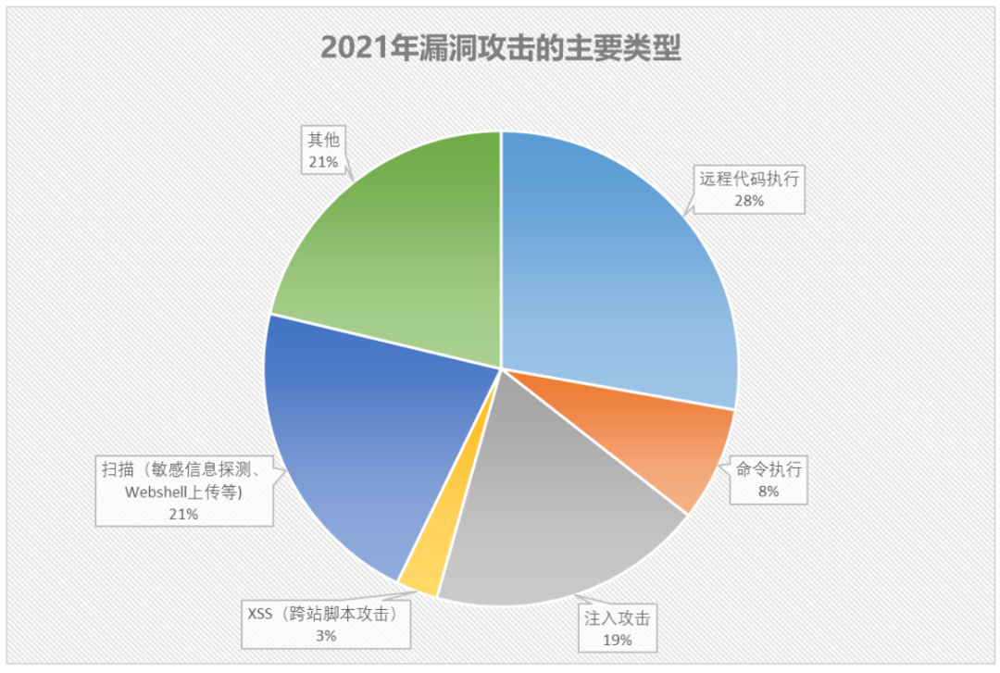 2021年漏洞攻击的主要类型
其他
21%
远程代码执行
28%
扫描（敏感信息探测、
Webshell上传等)
21%
命令执行
8%
XSS（跨站脚本攻击）
3%
注入攻击
19%